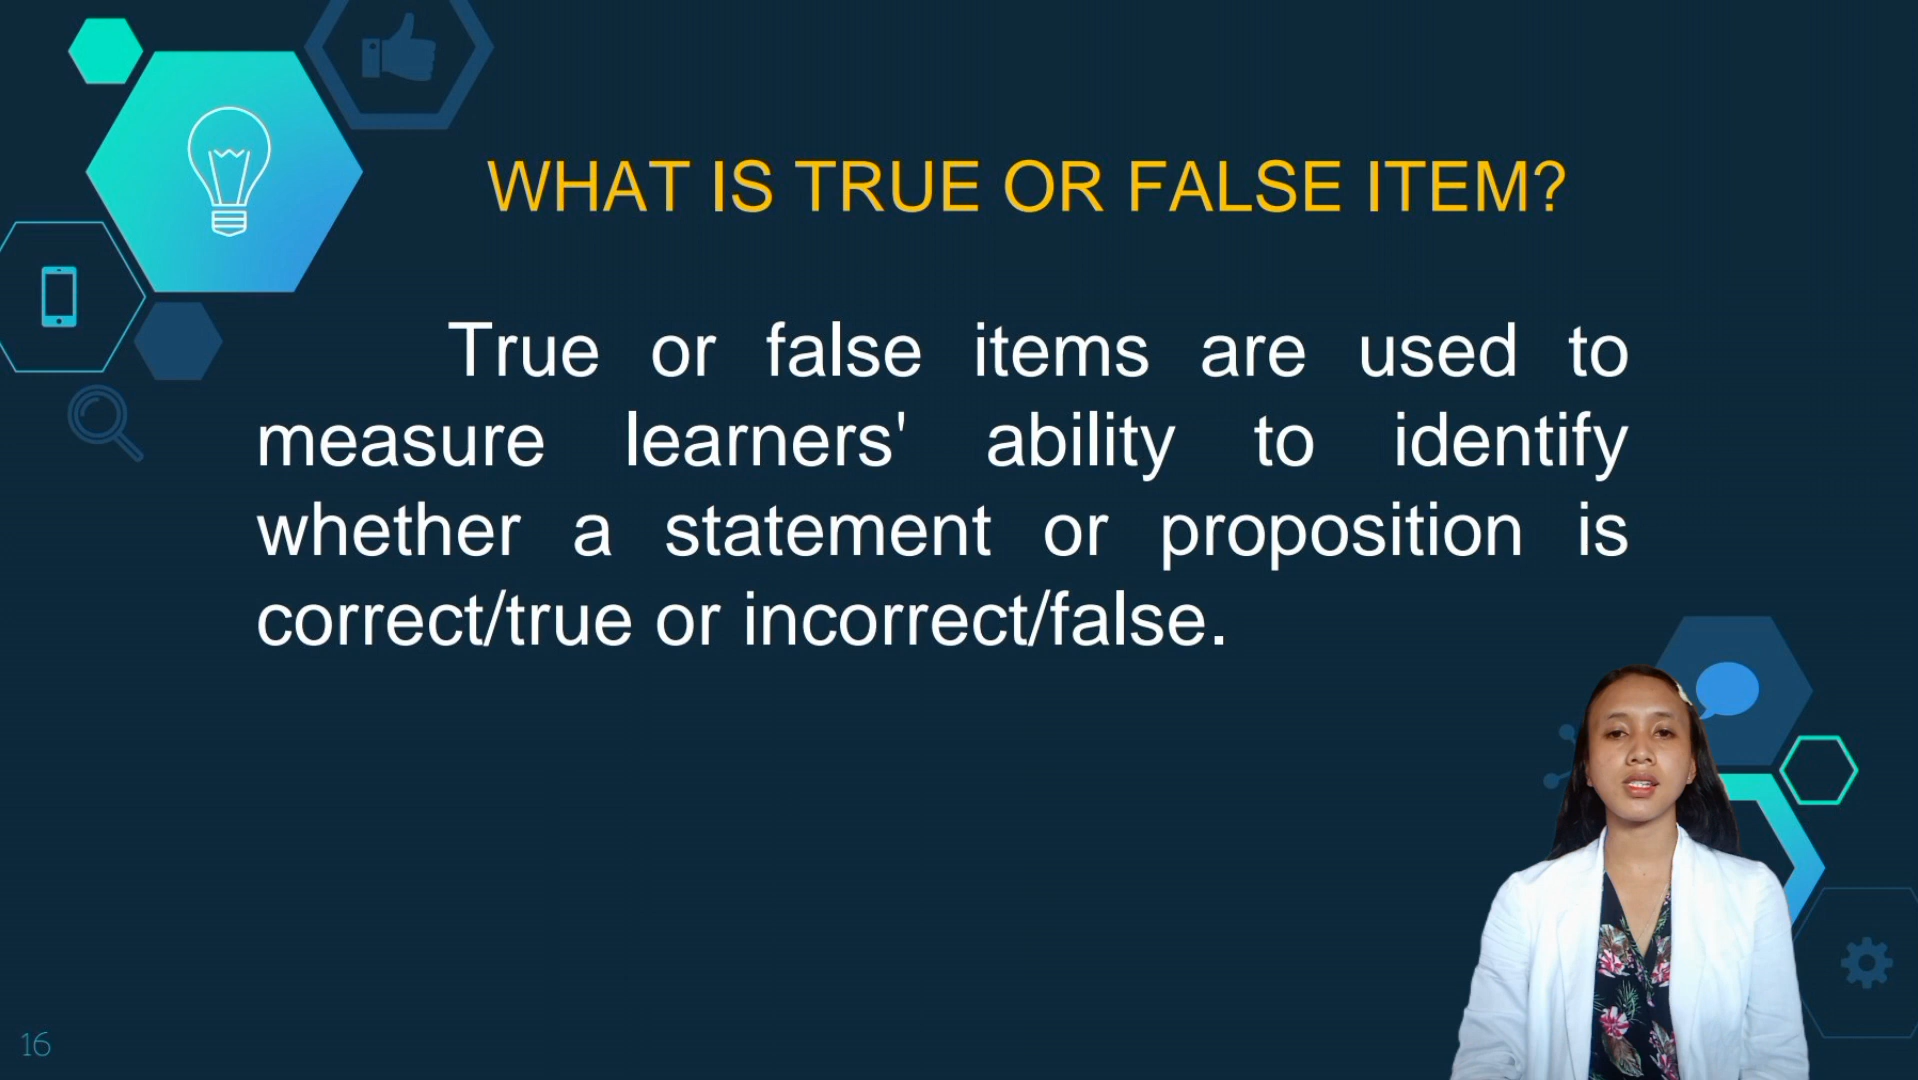 WHAT IS TRUE OR FALSE ITEM?
True or false items are used to
measure learners' ability to identify
whether a statement or proposition is
correct/true or incorrect/false.
16